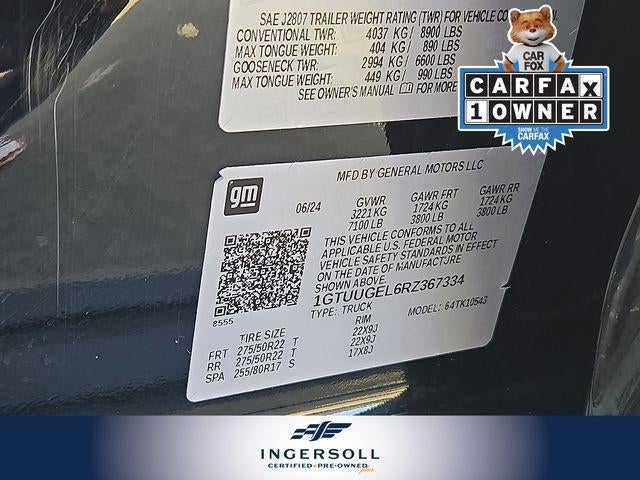 SAE J2807 TRAILER WEIGHT RATING (TWR) FOR VEHICLE
CONVENTIONAL TWR: 4037 KG/ 8900 LBS
MAX TONGUE WEIGHT: 404 KG/ 890 LBS
GOOSENECK TWR: 2994 KG/ 6600 LBS
MAX TONGUE WEIGHT: 449 KG/ 990 LBS
SEE OWNER'S MANUAL FOR MORE
CAR
FOX
CARFAX
1 OWNER
SHOW ME THE
CARFAX
gm
MFD BY GENERAL MOTORS LLC
06/24 GVWR GAWR FRT GAWR RR
3221 KG 1724 KG 1724 KG
7100 LB 3800 LB 3800 LB
THIS VEHICLE CONFORMS TO ALL
APPLICABLE U.S. FEDERAL MOTOR
VEHICLE SAFETY STANDARDS IN EFFECT
ON THE DATE OF MANUFACTURE
1GTUUGEL6RZ367334
TYPE: TRUCK MODEL: 64TK10543
8555
TIRE SIZE RIM
FRT 275/50R22 T 22X9J
RR 275/50R22 T 22X9J
SPA 255/80R17 S 17X8J
INGERSOLL
CERTIFIED • PRE-OWNED plus